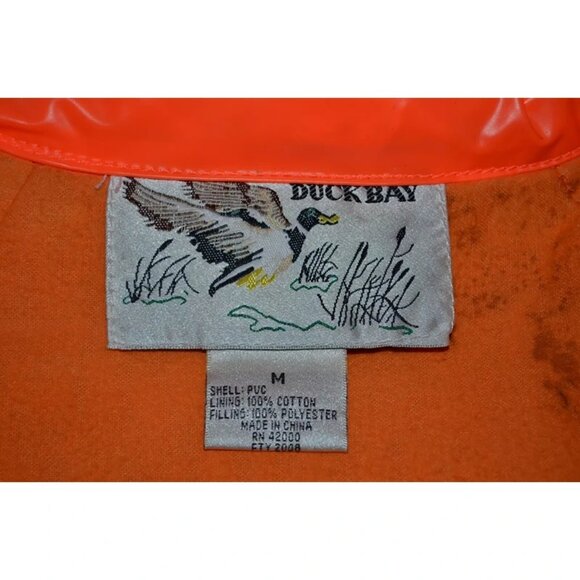 DUCK BAY
M
SHELL: PVC
LINING: 100% COTTON
FILLING: 100% POLYESTER
MADE IN CHINA
RN 42000
FTY 2008